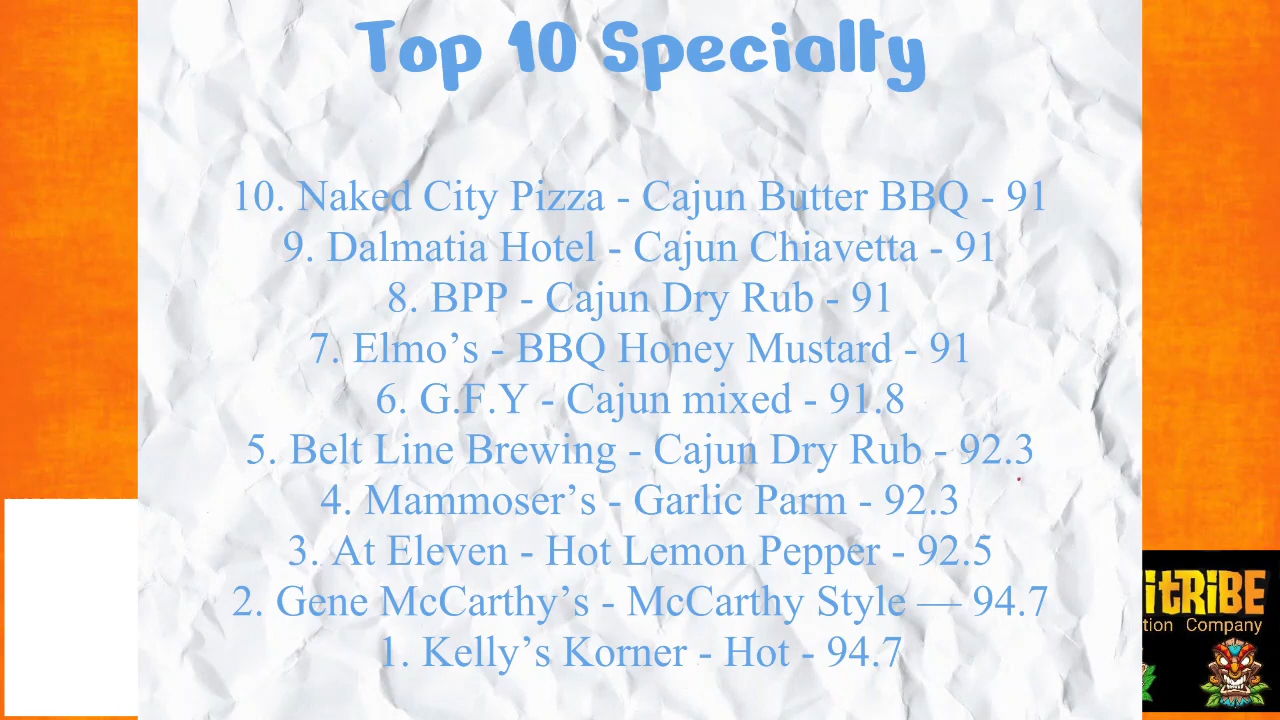 Top 10 Specialty
10. Naked City Pizza - Cajun Butter BBQ - 91
9. Dalmatia Hotel - Cajun Chiavetta - 91
8. BPP - Cajun Dry Rub - 91
7. Elmo’s - BBQ Honey Mustard - 91
6. G.F.Y - Cajun mixed - 91.8
5. Belt Line Brewing - Cajun Dry Rub - 92.3
4. Mammoser’s - Garlic Parm - 92.3
3. At Eleven - Hot Lemon Pepper - 92.5
2. Gene McCarthy’s - McCarthy Style — 94.7
1. Kelly’s Korner - Hot - 94.7
itRiBE
tion Company